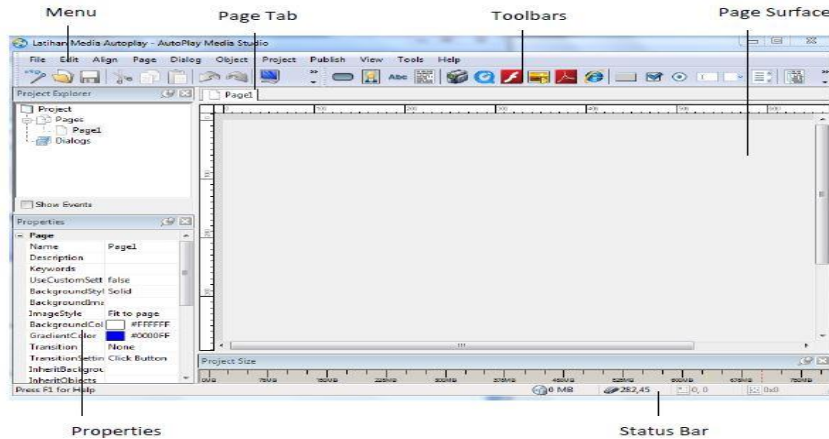 Menu
Page Tab
Toolbars
Page Surface
Latihan Media Autoplay - AutoPlay Media Studio
File Edit Align Page Dialog Object Project Publish View Tools Help
Abc
Project Explorer
Page1
Project
Pages
Page1
Dialogs
Show Events
Properties
Page
Name Page1
Description
Keywords
UseCustomSett false
BackgroundStyl Solid
BackgroundIma
ImageStyle Fit to page
BackgroundCol #FFFFFF
GradientColor #0000FF
Transition None
TransitionSettin Click Button
InheritBackgrou
InheritObjects
Project Size
Press F1 for Help
0 MB
282,45
0, 0
0x0
Properties
Status Bar